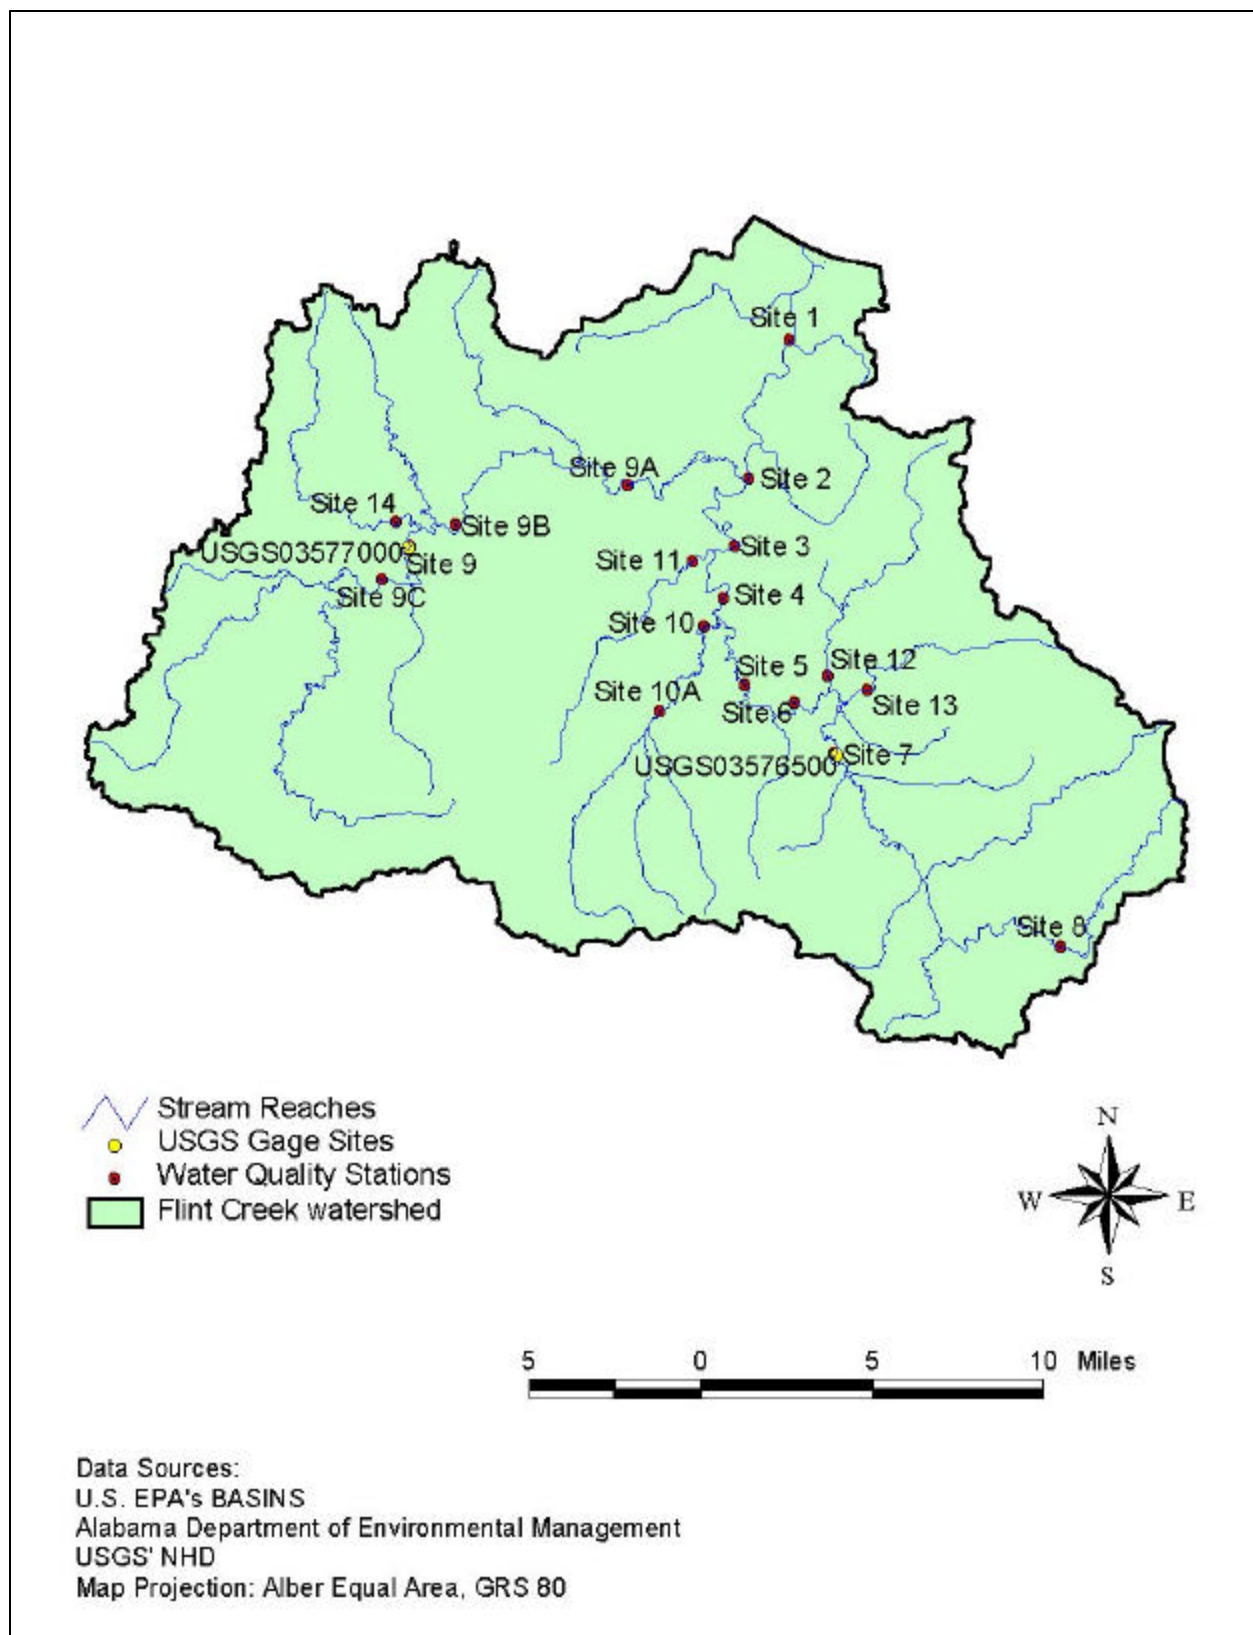 Site 1
Site 9A
Site 2
Site 14
Site 9B
Site 3
USGS03577000
Site 9
Site 11
Site 9C
Site 4
Site 10
Site 12
Site 5
Site 10A
Site 6
Site 13
Site 7
USGS03576500
Site 8
Stream Reaches
USGS Gage Sites
Water Quality Stations
Flint Creek watershed
N
W E
S
5 0 5 10 Miles
Data Sources:
U.S. EPA's BASINS
Alabama Department of Environmental Management
USGS' NHD
Map Projection: Alber Equal Area, GRS 80